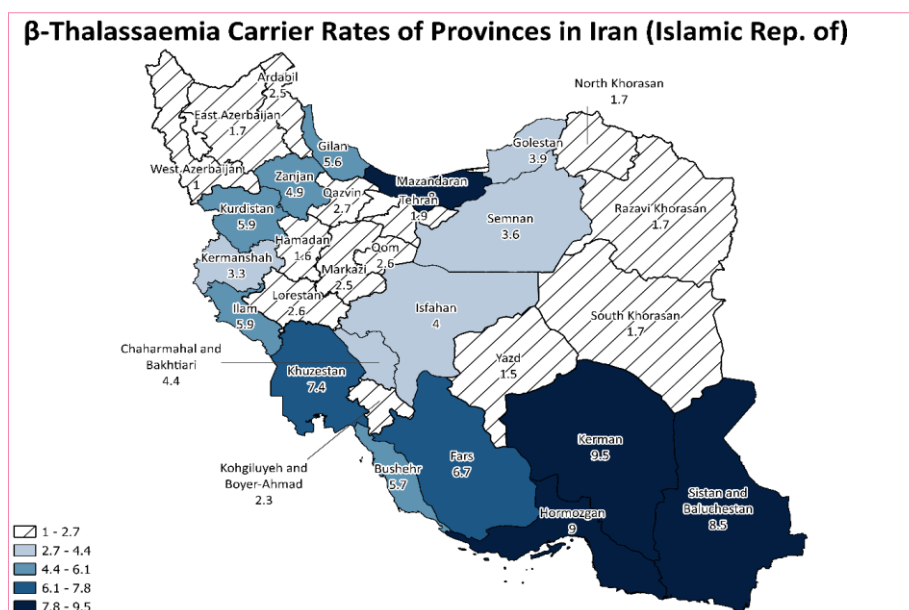 β-Thalassaemia Carrier Rates of Provinces in Iran (Islamic Rep. of)
Ardabil
2.5
North Khorasan
1.7
East Azerbaijan
1.7
Gilan
5.6
Golestan
3.9
West Azerbaijan
1
Zanjan
4.9
Mazandaran
Qazvin
2.7
Tehran
1.9
Kurdistan
5.9
Semnan
3.6
Razavi Khorasan
1.7
Hamadan
1.6
Qom
2.6
Kermanshah
3.3
Markazi
2.5
Lorestan
2.6
Ilam
5.9
Isfahan
4
South Khorasan
1.7
Chaharmahal and
Bakhtiari
4.4
Khuzestan
7.4
Yazd
1.5
Kerman
9.5
Kohgiluyeh and
Boyer-Ahmad
2.3
Bushehr
5.7
Fars
6.7
Sistan and
Baluchestan
8.5
Hormozgan
9
1 - 2.7
2.7 - 4.4
4.4 - 6.1
6.1 - 7.8
7.8 - 9.5